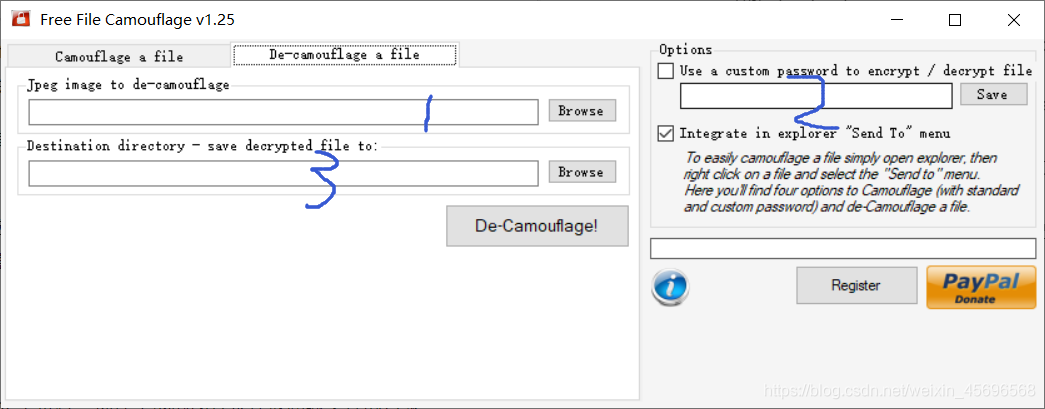 Free File Camouflage v1.25
Camouflage a file
De-camouflage a file
Jpeg image to de-camouflage
1
Browse
Destination directory - save decrypted file to:
3
Browse
De-Camouflage!
Options
Use a custom password to encrypt / decrypt file
2
Save
Integrate in explorer "Send To" menu
To easily camouflage a file simply open explorer, then
right click on a file and select the "Send to" menu.
Here you'll find four options to Camouflage (with standard
and custom password) and de-Camouflage a file.
i
Register
PayPal
Donate
https://blog.csdn.net/weixin_45696568